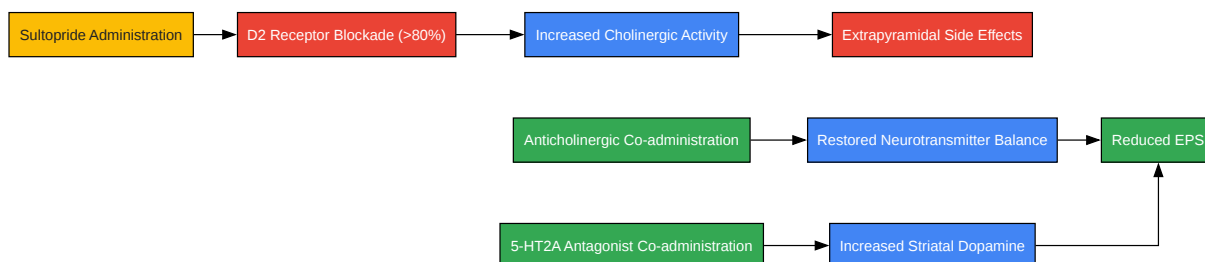 Sultopride Administration
D2 Receptor Blockade (>80%)
Increased Cholinergic Activity
Extrapyramidal Side Effects
Anticholinergic Co-administration
Restored Neurotransmitter Balance
Reduced EPS
5-HT2A Antagonist Co-administration
Increased Striatal Dopamine